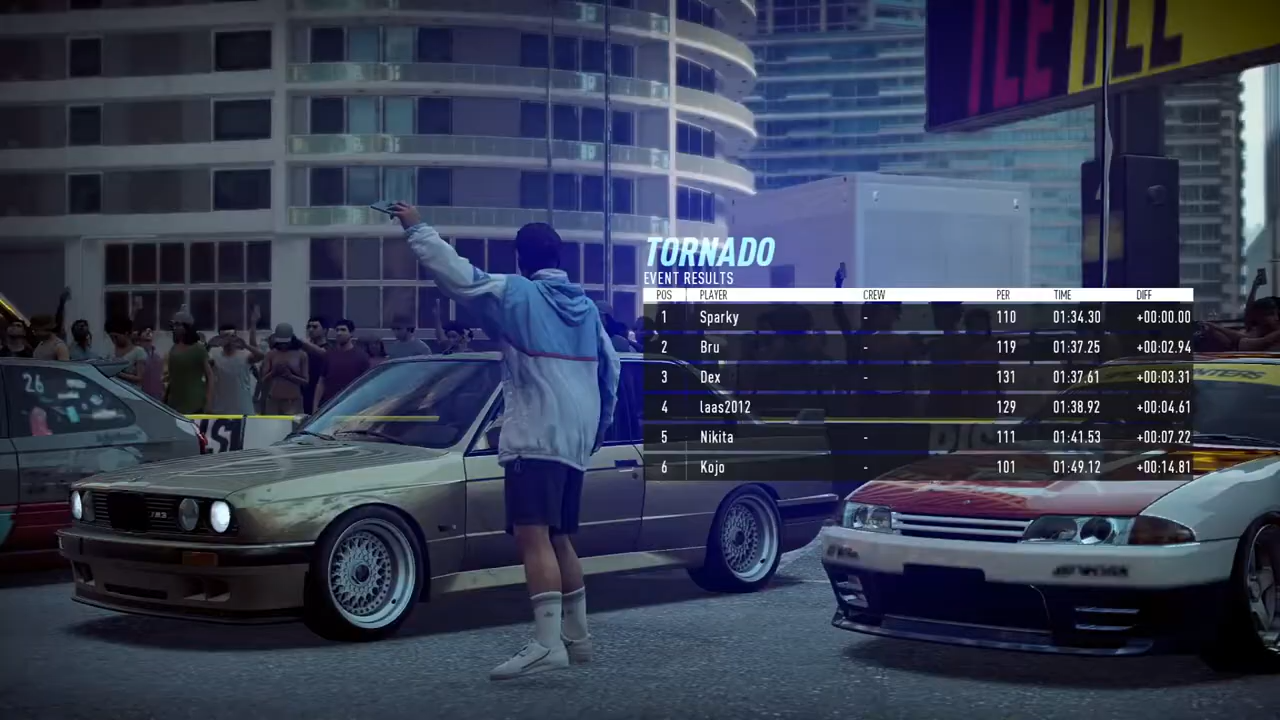 TORNADO
EVENT RESULTS
POS PLAYER CREW PER TIME DIFF
1 Sparky - 110 01:34.30 +00:00.00
2 Bru - 119 01:37.25 +00:02.94
3 Dex - 131 01:37.61 +00:03.31
4 laas2012 - 129 01:38.92 +00:04.61
5 Nikita - 111 01:41.53 +00:07.22
6 Kojo - 101 01:49.12 +00:14.81
26